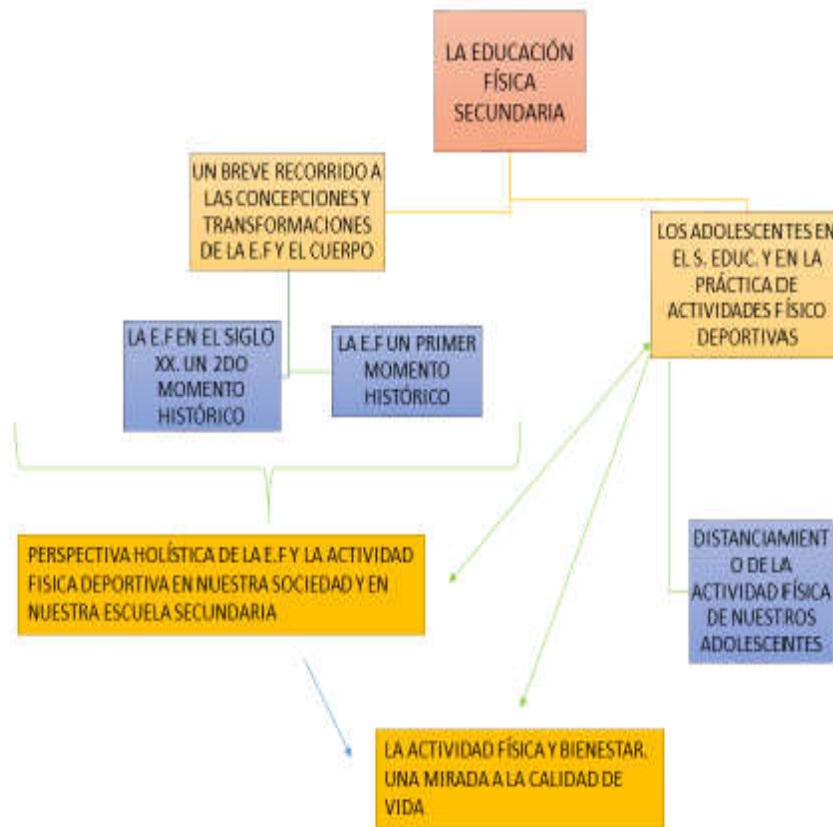 LA EDUCACIÓN
FÍSICA
SECUNDARIA
UN BREVE RECORRIDO A
LAS CONCEPCIONES Y
TRANSFORMACIONES
DE LA E.F Y EL CUERPO
LOS ADOLESCENTES EN
EL S. EDUC. Y EN LA
PRÁCTICA DE
ACTIVIDADES FÍSICO
DEPORTIVAS
LA E.F EN EL SIGLO
XX. UN 2DO
MOMENTO
HISTÓRICO
LA E.F UN PRIMER
MOMENTO
HISTÓRICO
PERSPECTIVA HOLÍSTICA DE LA E.F Y LA ACTIVIDAD
FISICA DEPORTIVA EN NUESTRA SOCIEDAD Y EN
NUESTRA ESCUELA SECUNDARIA
DISTANCIAMIENT
O DE LA
ACTIVIDAD FÍSICA
DE NUESTROS
ADOLESCENTES
LA ACTIVIDAD FÍSICA Y BIENESTAR.
UNA MIRADA A LA CALIDAD DE
VIDA